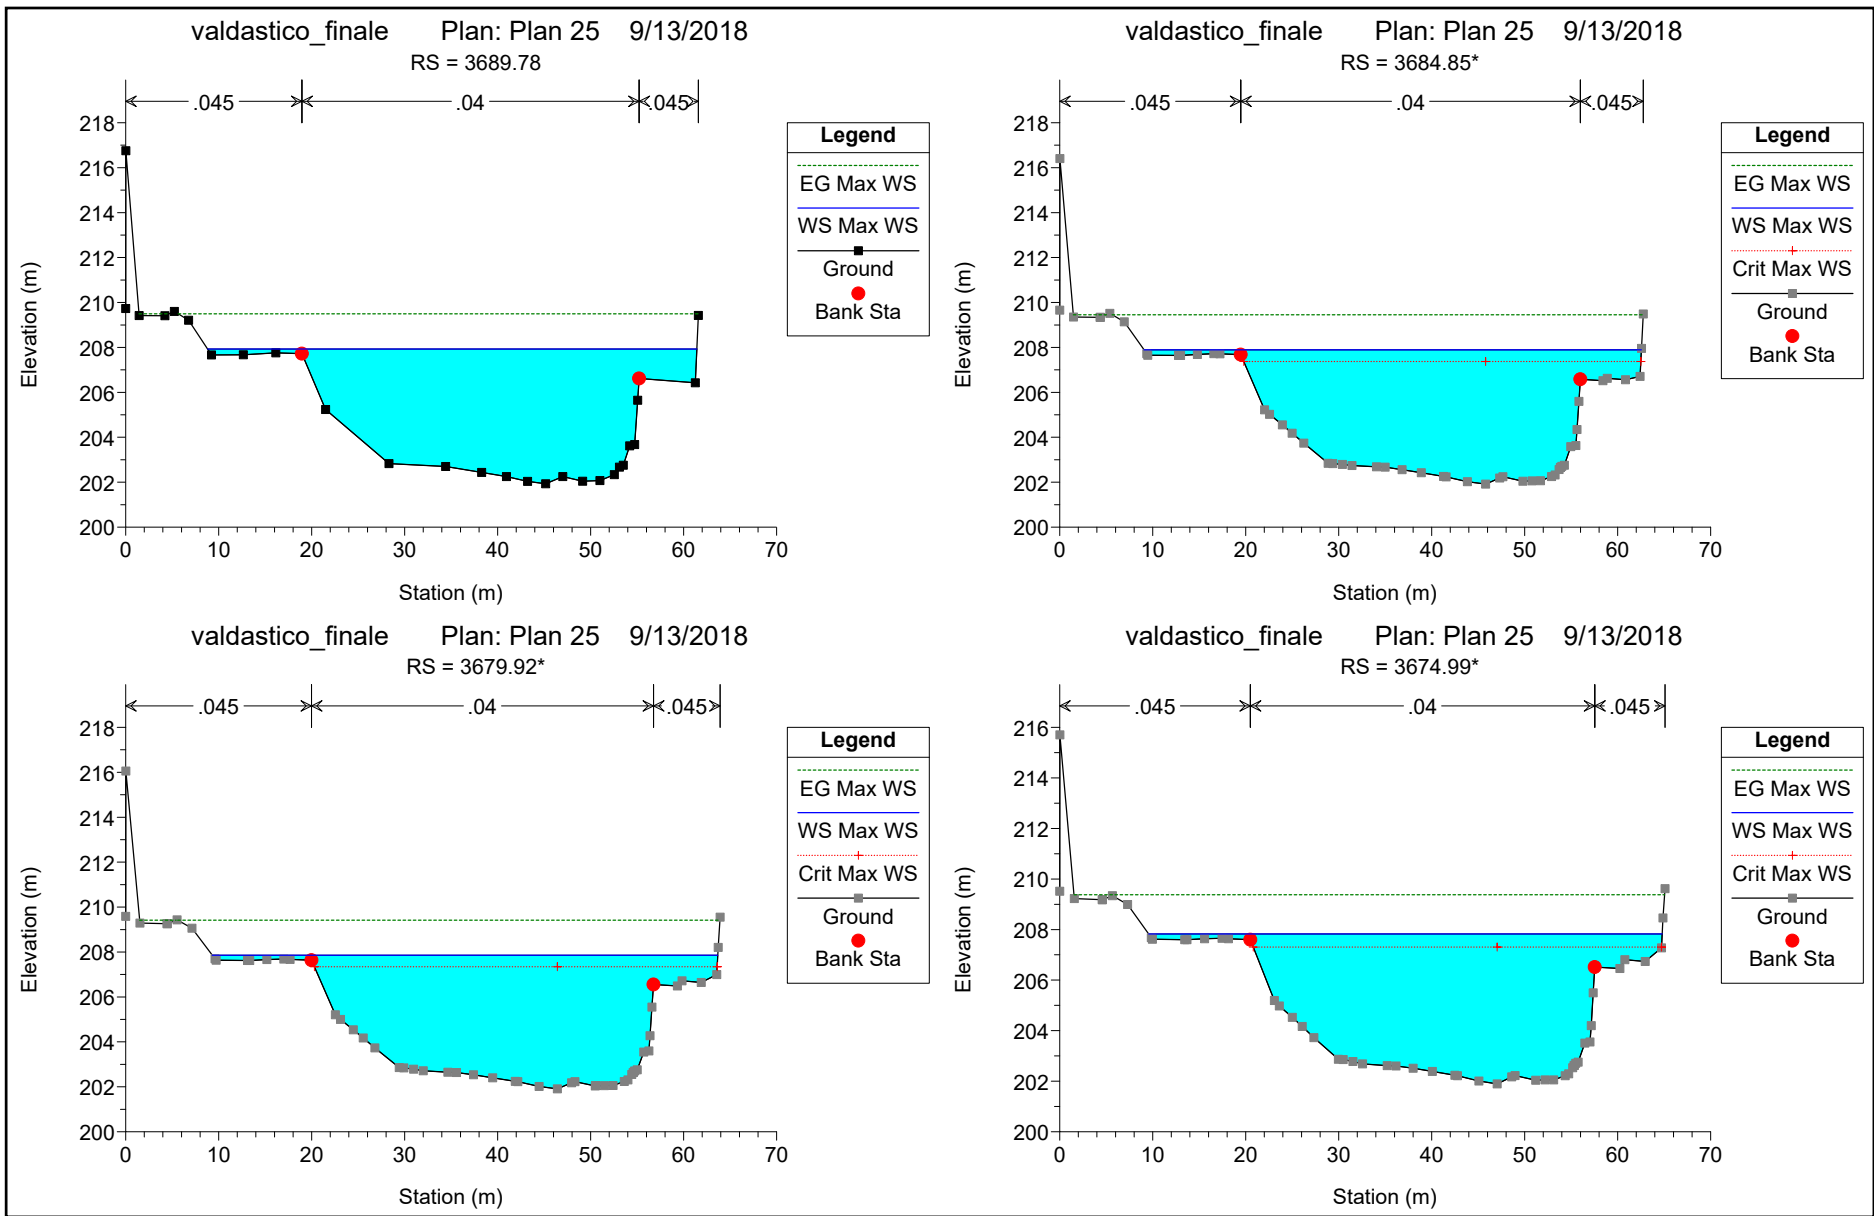 valdastico_finale Plan: Plan 25 9/13/2018
RS = 3689.78
.045 .04 .045
218
216
214
212
210
208
206
204
202
200
0 10 20 30 40 50 60 70
Station (m)
Elevation (m)
Legend
EG Max WS
WS Max WS
Ground
Bank Sta
valdastico_finale Plan: Plan 25 9/13/2018
RS = 3684.85*
.045 .04 .045
218
216
214
212
210
208
206
204
202
200
0 10 20 30 40 50 60 70
Station (m)
Elevation (m)
Legend
EG Max WS
WS Max WS
Crit Max WS
Ground
Bank Sta
valdastico_finale Plan: Plan 25 9/13/2018
RS = 3679.92*
.045 .04 .045
218
216
214
212
210
208
206
204
202
200
0 10 20 30 40 50 60 70
Station (m)
Elevation (m)
Legend
EG Max WS
WS Max WS
Crit Max WS
Ground
Bank Sta
valdastico_finale Plan: Plan 25 9/13/2018
RS = 3674.99*
.045 .04 .045
216
214
212
210
208
206
204
202
200
0 10 20 30 40 50 60 70
Station (m)
Elevation (m)
Legend
EG Max WS
WS Max WS
Crit Max WS
Ground
Bank Sta